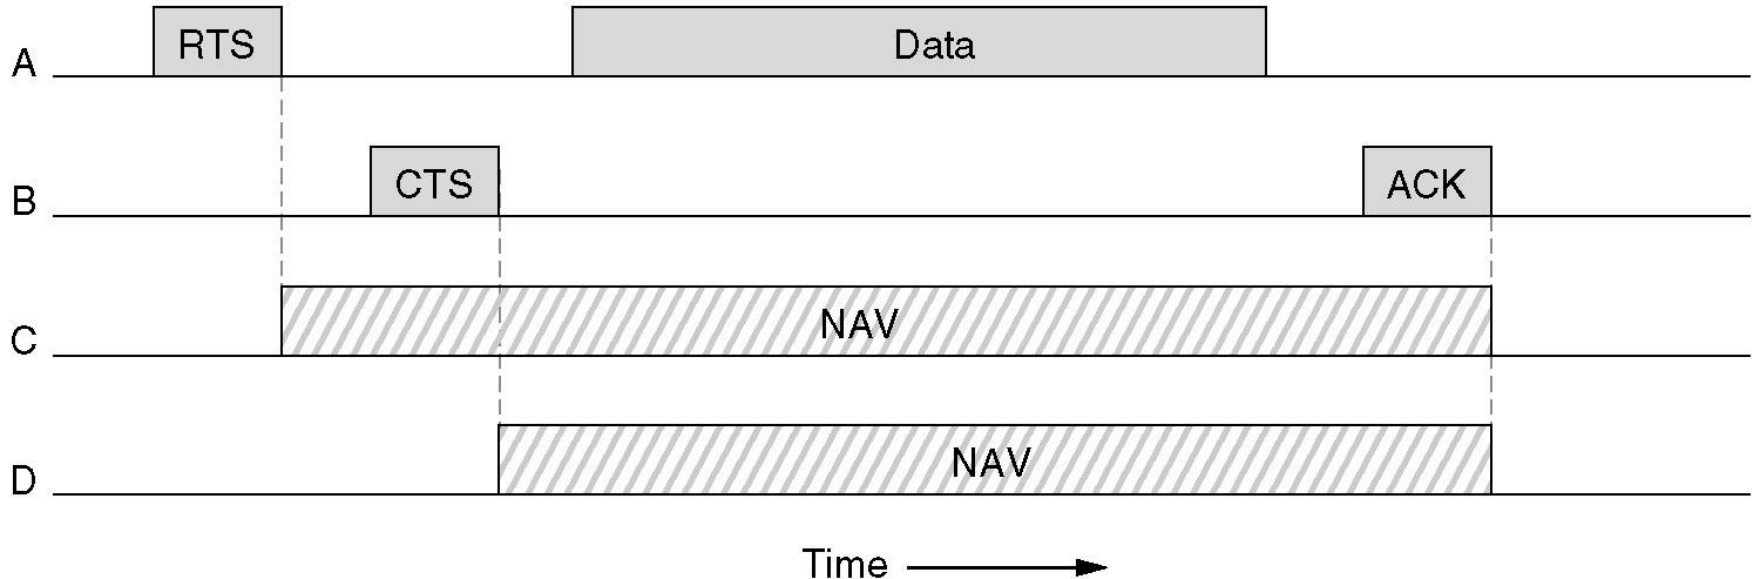 A RTS Data
B CTS ACK
C NAV
D NAV
Time